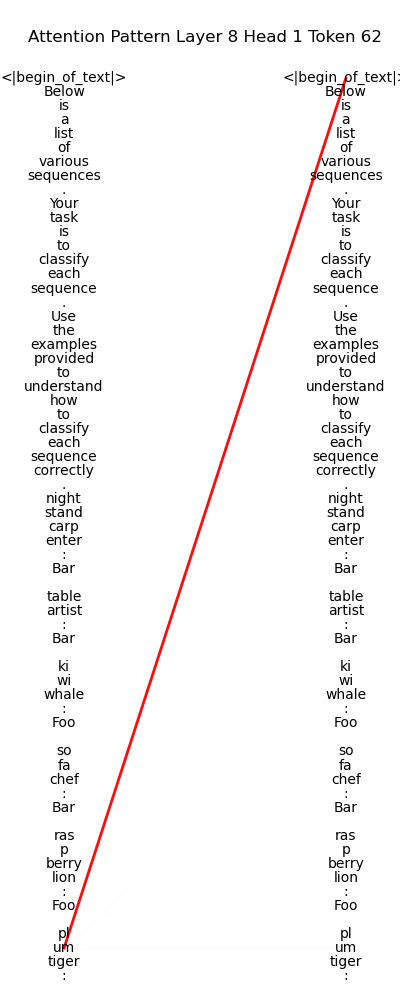 Attention Pattern Layer 8 Head 1 Token 62
<|begin_of_text|> <|begin_of_text|>
Below Below
is is
a a
list list
of of
various various
sequences sequences
. .
Your Your
task task
is is
to to
classify classify
each each
sequence sequence
. .
Use Use
the the
examples examples
provided provided
to to
understand understand
how how
to to
classify classify
each each
sequence sequence
correctly correctly
. .
night night
stand stand
carp carp
enter enter
: :
Bar Bar
table table
artist artist
: :
Bar Bar
ki ki
wi wi
whale whale
: :
Foo Foo
so so
fa fa
chef chef
: :
Bar Bar
ras ras
p p
berry berry
lion lion
: :
Foo Foo
pl pl
um um
tiger tiger
: :